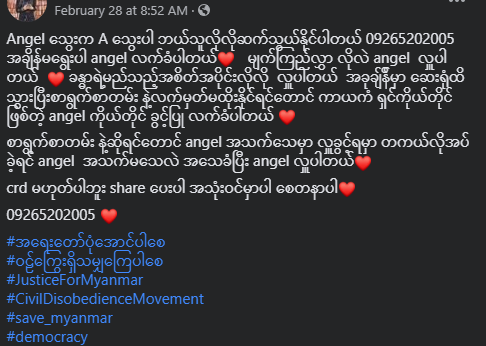 February 28 at 8:52 AM ·
Angel သွေးက A သွေးပါ ဘယ်သူလိုလိုဆက်သွယ်နိုင်ပါတယ် 09265202005
အချိန်မရွေးပါ angel လက်ခံပါတယ်❤️ မျက်ကြည်လွှာ လိုလဲ angel လှူပါ
တယ် ❤️ ခန္ဓာရဲ့မည်သည့်အစိတ်အပိုင်းလိုလို လှူပါတယ် အခုချိန်မှာ ဆေးရုံထိ
သွားပြီးစာရွက်စာတမ်း နဲ့လက်မှတ်မထိုးနိုင်ရင်တောင် ကာယကံ ရှင်ကိုယ်တိုင်
ဖြစ်တဲ့ angel ကိုယ်တိုင် ခွင့်ပြု လက်ခံပါတယ် ❤️
စာရွက်စာတမ်း နဲ့ဆိုရင်တောင် angel အသက်သေမှာ လှူခွင့်ရမှာ တကယ်လိုအပ်
ခဲ့ရင် angel အသက်မသေလဲ အသေခံပြီး angel လှူပါတယ်❤️
crd မဟုတ်ပါဘူး share ပေးပါ အသုံးဝင်မှာပါ စေတနာပါ❤️
09265202005 ❤️
#အရေးတော်ပုံအောင်ပါစေ
#ဝဋ်ကြွေးရှိသမျှကြေပါစေ
#JusticeForMyanmar
#CivilDisobedienceMovement
#save_myanmar
#democracy